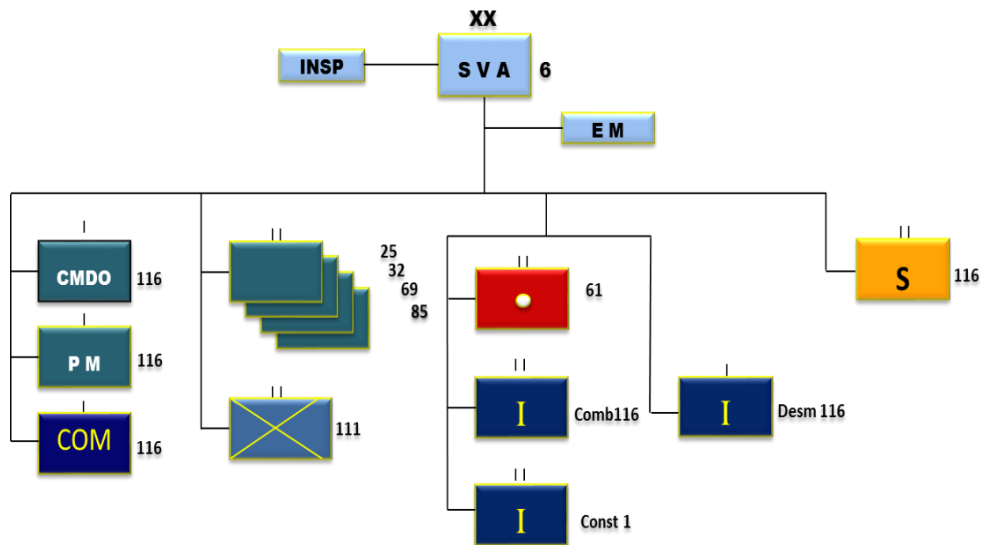 XX
INSP
S V A
6
E M
I
CMDO
116
I
P M
116
I
COM
116
I I
25
32
69
85
I I
111
I I
61
I I
I
Comb116
I I
I
Const 1
I
I
Desm 116
I I
S
116